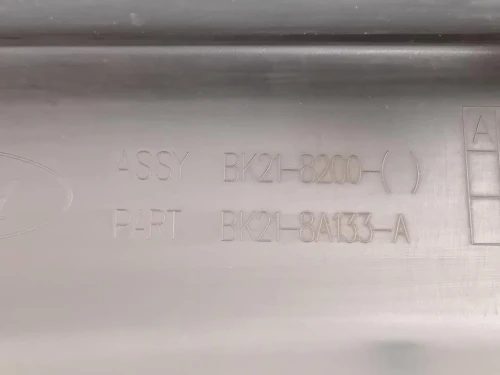 ASSY BK21-8200-( )
PART BK21-8A133-A
A